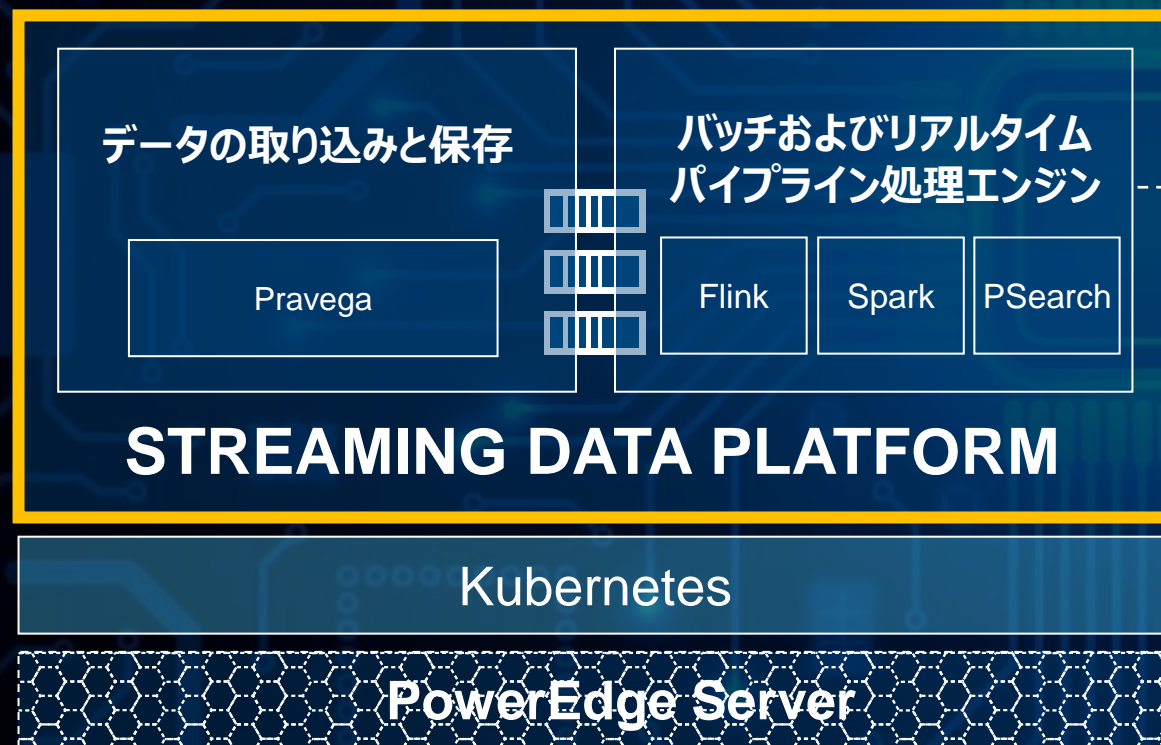 データの取り込みと保存
バッチおよびリアルタイム
パイプライン処理エンジン
Pravega
Flink
Spark
PSearch
STREAMING DATA PLATFORM
Kubernetes
PowerEdge Server